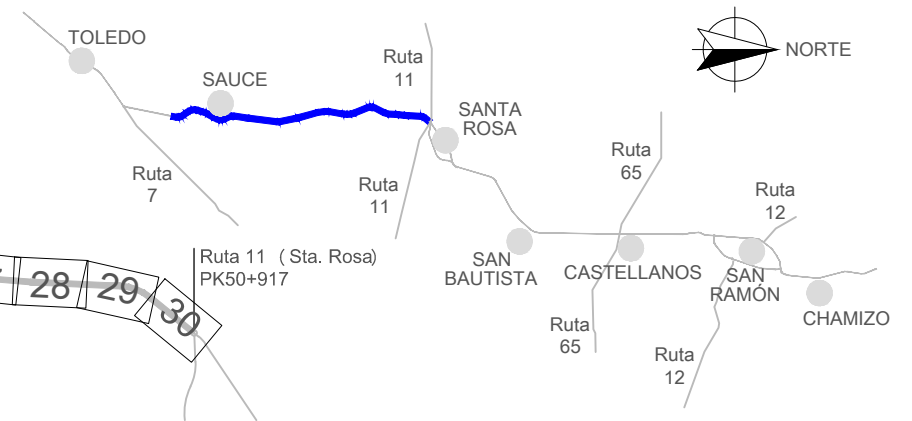 TOLEDO
SAUCE
Ruta
11
SANTA
ROSA
NORTE
Ruta
7
Ruta
11
Ruta
65
Ruta
12
SAN
BAUTISTA
CASTELLANOS
SAN
RAMÓN
CHAMIZO
Ruta
65
Ruta
12
28
29
30
Ruta 11 ( Sta. Rosa)
PK50+917